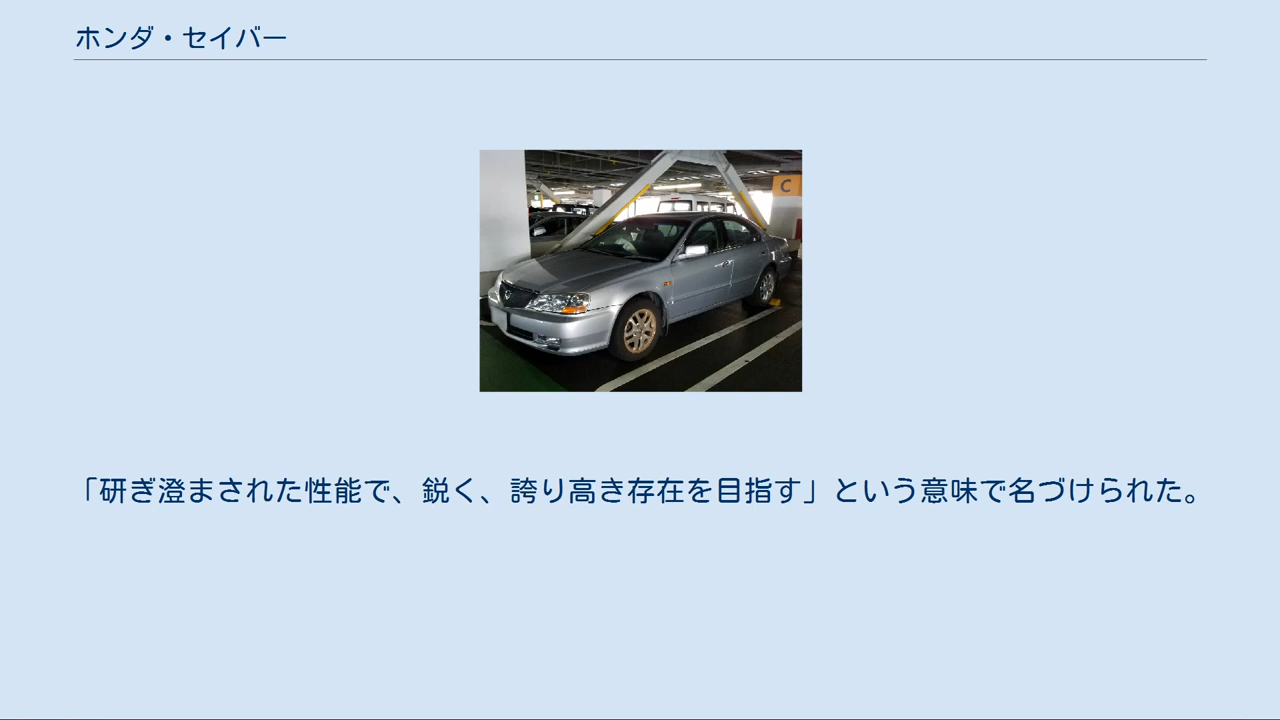 ホンダ・セイバー
C
「研ぎ澄まされた性能で、鋭く、誇り高き存在を目指す」という意味で名づけられた。